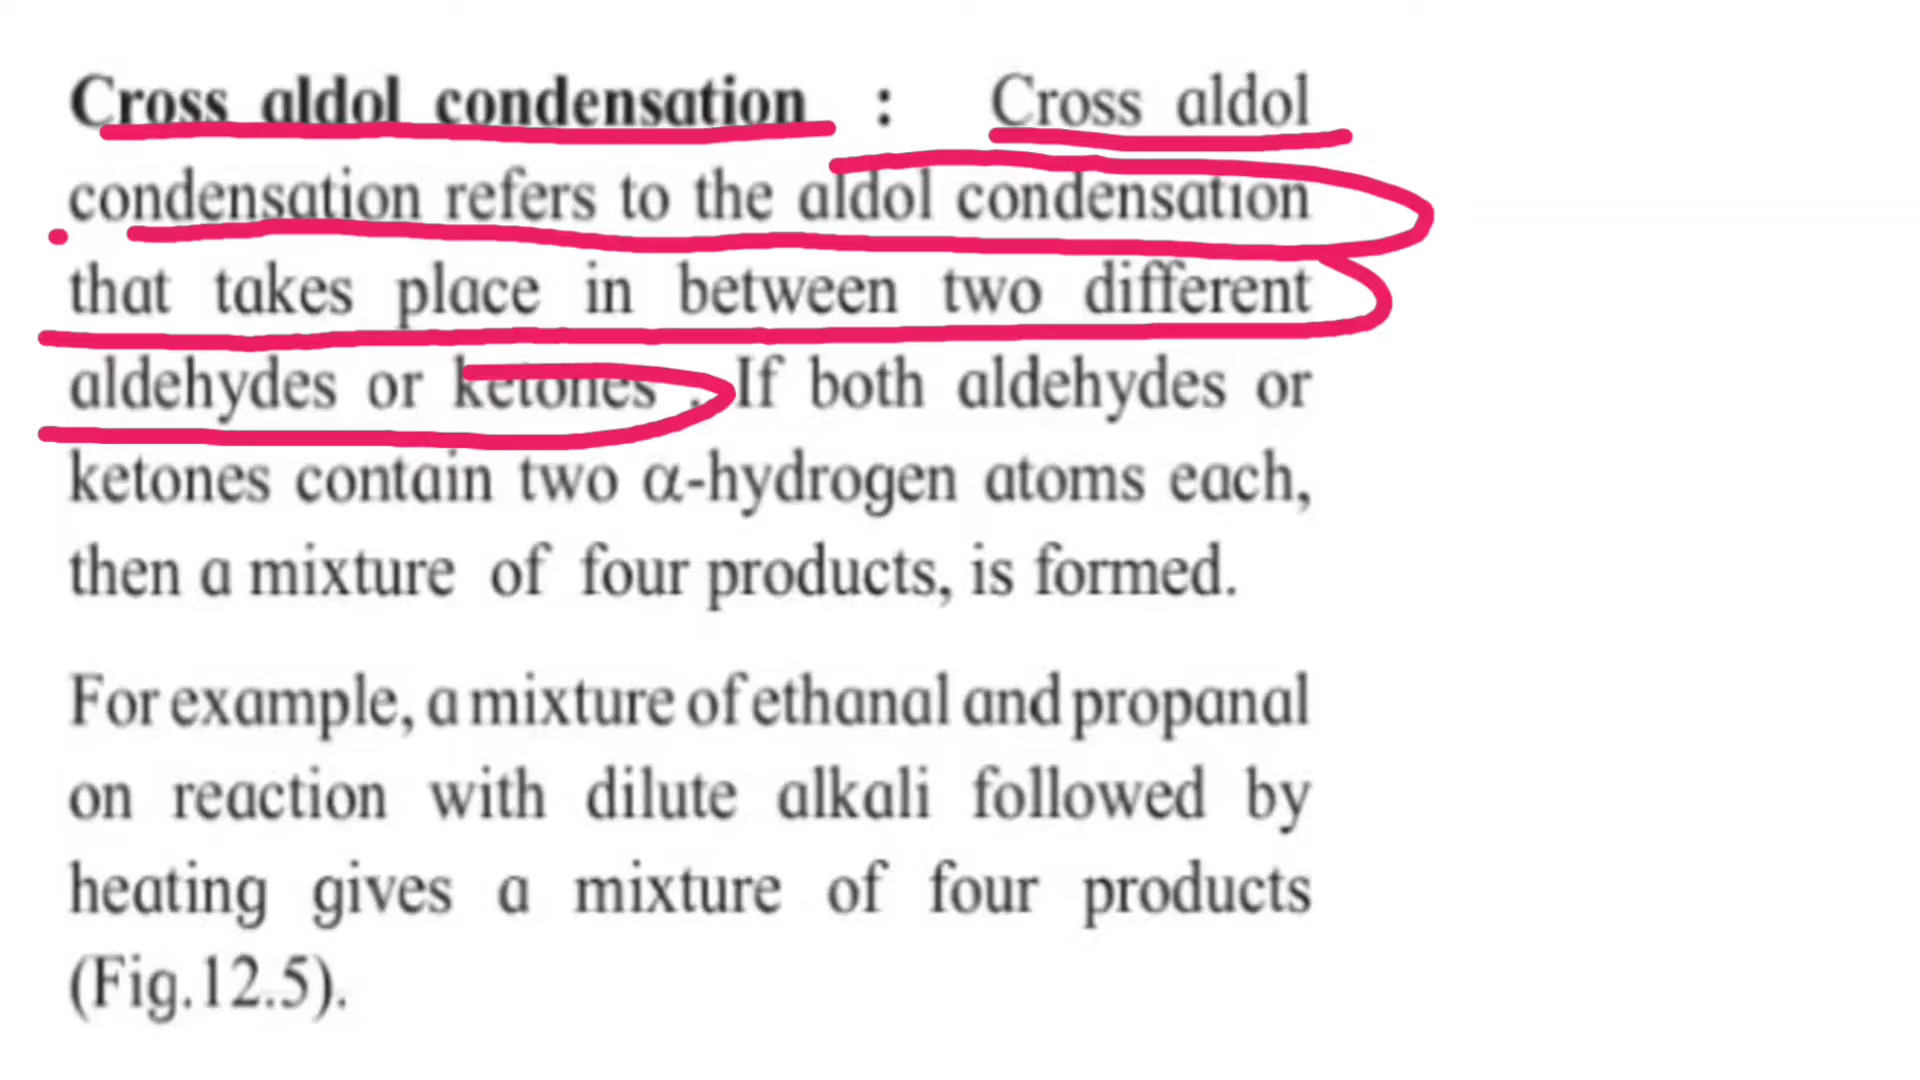 Cross aldol condensation : Cross aldol
condensation refers to the aldol condensation
that takes place in between two different
aldehydes or ketones . If both aldehydes or
ketones contain two α-hydrogen atoms each,
then a mixture of four products, is formed.
For example, a mixture of ethanal and propanal
on reaction with dilute alkali followed by
heating gives a mixture of four products
(Fig.12.5).